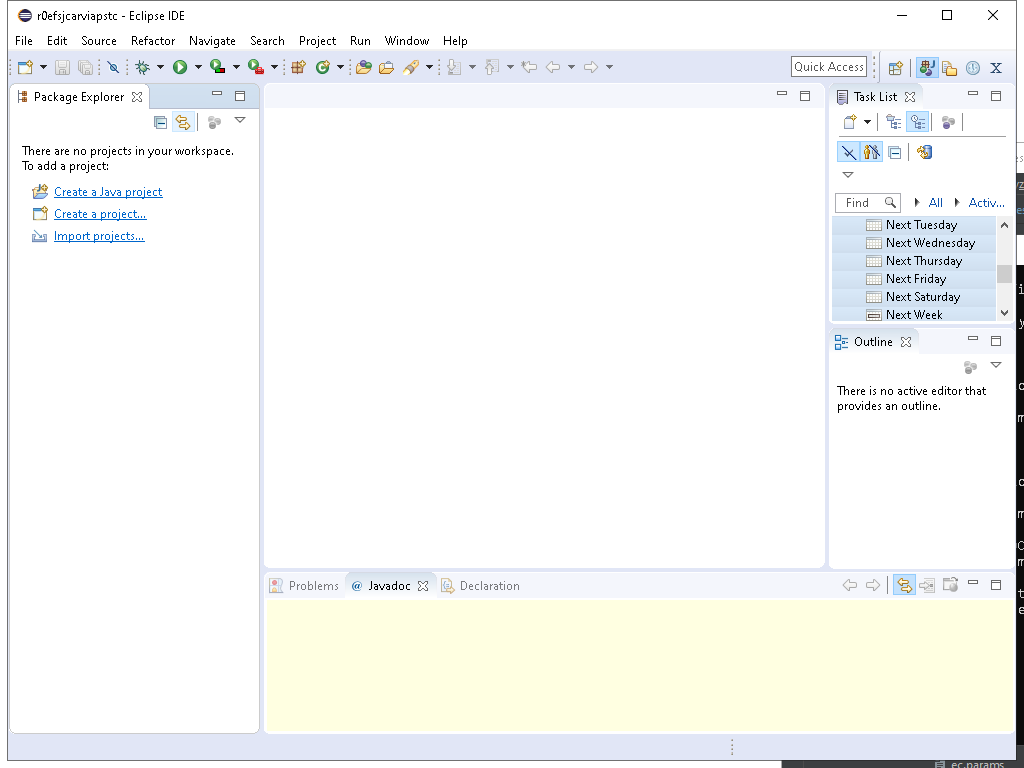 r0efsjcarviapstc - Eclipse IDE
File Edit Source Refactor Navigate Search Project Run Window Help
Quick Access
Package Explorer
There are no projects in your workspace.
To add a project:
Create a Java project
Create a project...
Import projects...
Task List
Find All Activ...
Next Tuesday
Next Wednesday
Next Thursday
Next Friday
Next Saturday
Next Week
Outline
There is no active editor that
provides an outline.
Problems @ Javadoc Declaration
ec.params